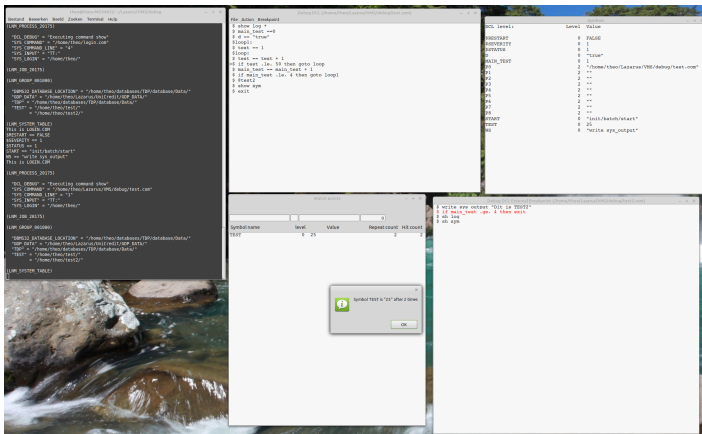 Bestand Bewerken Beeld Zoeken Terminal Hulp
(LNM_PROCESS_20175)
"DCL_DEBUG" = "Executing command show"
"SYS_COMMAND" = "/home/theo/login.com"
"SYS_COMMAND_LINE" = "4"
"SYS_INPUT" = "TT:"
"SYS_LOGIN" = "/home/theo/"
(LNM_JOB_20175)
(LNM_GROUP_001000)
"DBMS32_DATABASE_LOCATION" = "/home/theo/databases/TDP/database/Data/"
"GDP_DATA" = "/home/theo/Lazarus/Unifredit/GDP_DATA/"
"TDP" = "/home/theo/databases/TDP/database/Data/"
"TEST" = "/home/theo/test/"
= "/home/theo/test2/"
(LNM_SYSTEM_TABLE)
This is LOGIN.COM
$RESTART == FALSE
$SEVERITY == 1
$STATUS == 1
START == "init/batch/start"
WS == "write sys_output"
This is LOGIN.COM
(LNM_PROCESS_20175)
"DCL_DEBUG" = "Executing command show"
"SYS_COMMAND" = "/home/theo/Lazarus/VMS/debug/test.com"
"SYS_COMMAND_LINE" = "1"
"SYS_INPUT" = "TT:"
"SYS_LOGIN" = "/home/theo/"
(LNM_JOB_20175)
(LNM_GROUP_001000)
"DBMS32_DATABASE_LOCATION" = "/home/theo/databases/TDP/database/Data/"
"GDP_DATA" = "/home/theo/Lazarus/Unifredit/GDP_DATA/"
"TDP" = "/home/theo/databases/TDP/database/Data/"
"TEST" = "/home/theo/test/"
= "/home/theo/test2/"
(LNM_SYSTEM_TABLE)
File Action Breakpoint
$ show log *
$ main_test ==0
$ d == "true"
$loop1:
$ test == 1
$loop:
$ test == test + 1
$ if test .le. 50 then goto loop
$ main_test == main_test + 1
$ if main_test .le. 4 then goto loop1
$ @test2
$ show sym
$ exit
DCL level: Level Value
$RESTART 0 FALSE
$SEVERITY 0 1
$STATUS 0 1
D 0 "true"
MAIN_TEST 0 1
P0 2 "/home/theo/Lazarus/VMS/debug/test.com"
P1 2 ""
P2 2 ""
P3 2 ""
P4 2 ""
P5 2 ""
P6 2 ""
P7 2 ""
P8 2 ""
START 0 "init/batch/start"
TEST 0 25
WS 0 "write sys_output"
0
Symbol name level Value Repeat count Hit count
TEST 0 25 2 2
Symbol TEST is "25" after 2 times
OK
$ write sys_output "Dit is TEST2"
$ if main_test .ge. 4 then exit
$ sh log
$ sh sym